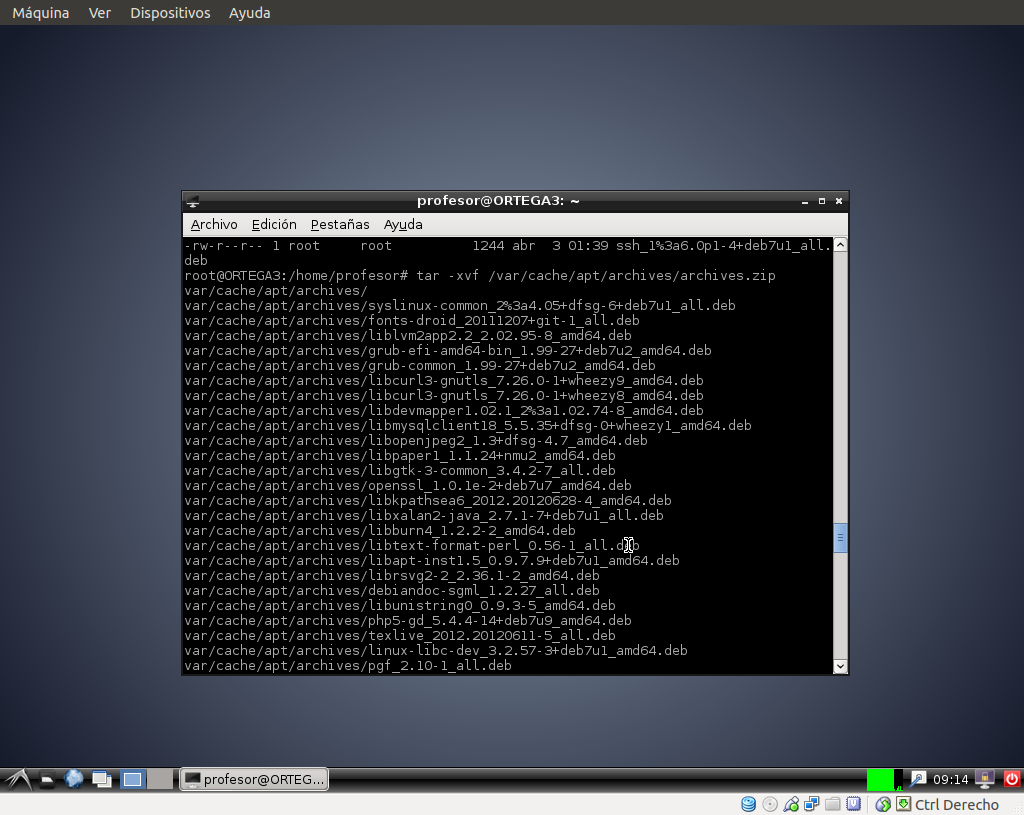 Máquina Ver Dispositivos Ayuda
profesor@ORTEGA3: ~
Archivo Edición Pestañas Ayuda
-rw-r--r-- 1 root     root          1244 abr  3 01:39 ssh_1%3a6.0p1-4+deb7u1_all.
deb
root@ORTEGA3:/home/profesor# tar -xvf /var/cache/apt/archives/archives.zip
var/cache/apt/archives/
var/cache/apt/archives/syslinux-common_2%3a4.05+dfsg-6+deb7u1_all.deb
var/cache/apt/archives/fonts-droid_20111207+git-1_all.deb
var/cache/apt/archives/liblvm2app2.2_2.02.95-8_amd64.deb
var/cache/apt/archives/grub-efi-amd64-bin_1.99-27+deb7u2_amd64.deb
var/cache/apt/archives/grub-common_1.99-27+deb7u2_amd64.deb
var/cache/apt/archives/libcurl3-gnutls_7.26.0-1+wheezy9_amd64.deb
var/cache/apt/archives/libcurl3-gnutls_7.26.0-1+wheezy8_amd64.deb
var/cache/apt/archives/libdevmapper1.02.1_2%3a1.02.74-8_amd64.deb
var/cache/apt/archives/libmysqlclient18_5.5.35+dfsg-0+wheezy1_amd64.deb
var/cache/apt/archives/libopenjpeg2_1.3+dfsg-4.7_amd64.deb
var/cache/apt/archives/libpaper1_1.1.24+nmu2_amd64.deb
var/cache/apt/archives/libgtk-3-common_3.4.2-7_all.deb
var/cache/apt/archives/openssl_1.0.1e-2+deb7u7_amd64.deb
var/cache/apt/archives/libkpathsea6_2012.20120628-4_amd64.deb
var/cache/apt/archives/libxalan2-java_2.7.1-7+deb7u1_all.deb
var/cache/apt/archives/libburn4_1.2.2-2_amd64.deb
var/cache/apt/archives/libtext-format-perl_0.56-1_all.deb
var/cache/apt/archives/libapt-inst1.5_0.9.7.9+deb7u1_amd64.deb
var/cache/apt/archives/librsvg2-2_2.36.1-2_amd64.deb
var/cache/apt/archives/debiandoc-sgml_1.2.27_all.deb
var/cache/apt/archives/libunistring0_0.9.3-5_amd64.deb
var/cache/apt/archives/php5-gd_5.4.4-14+deb7u9_amd64.deb
var/cache/apt/archives/texlive_2012.20120611-5_all.deb
var/cache/apt/archives/linux-libc-dev_3.2.57-3+deb7u1_amd64.deb
var/cache/apt/archives/pgf_2.10-1_all.deb
profesor@ORTEG...
09:14
Ctrl Derecho